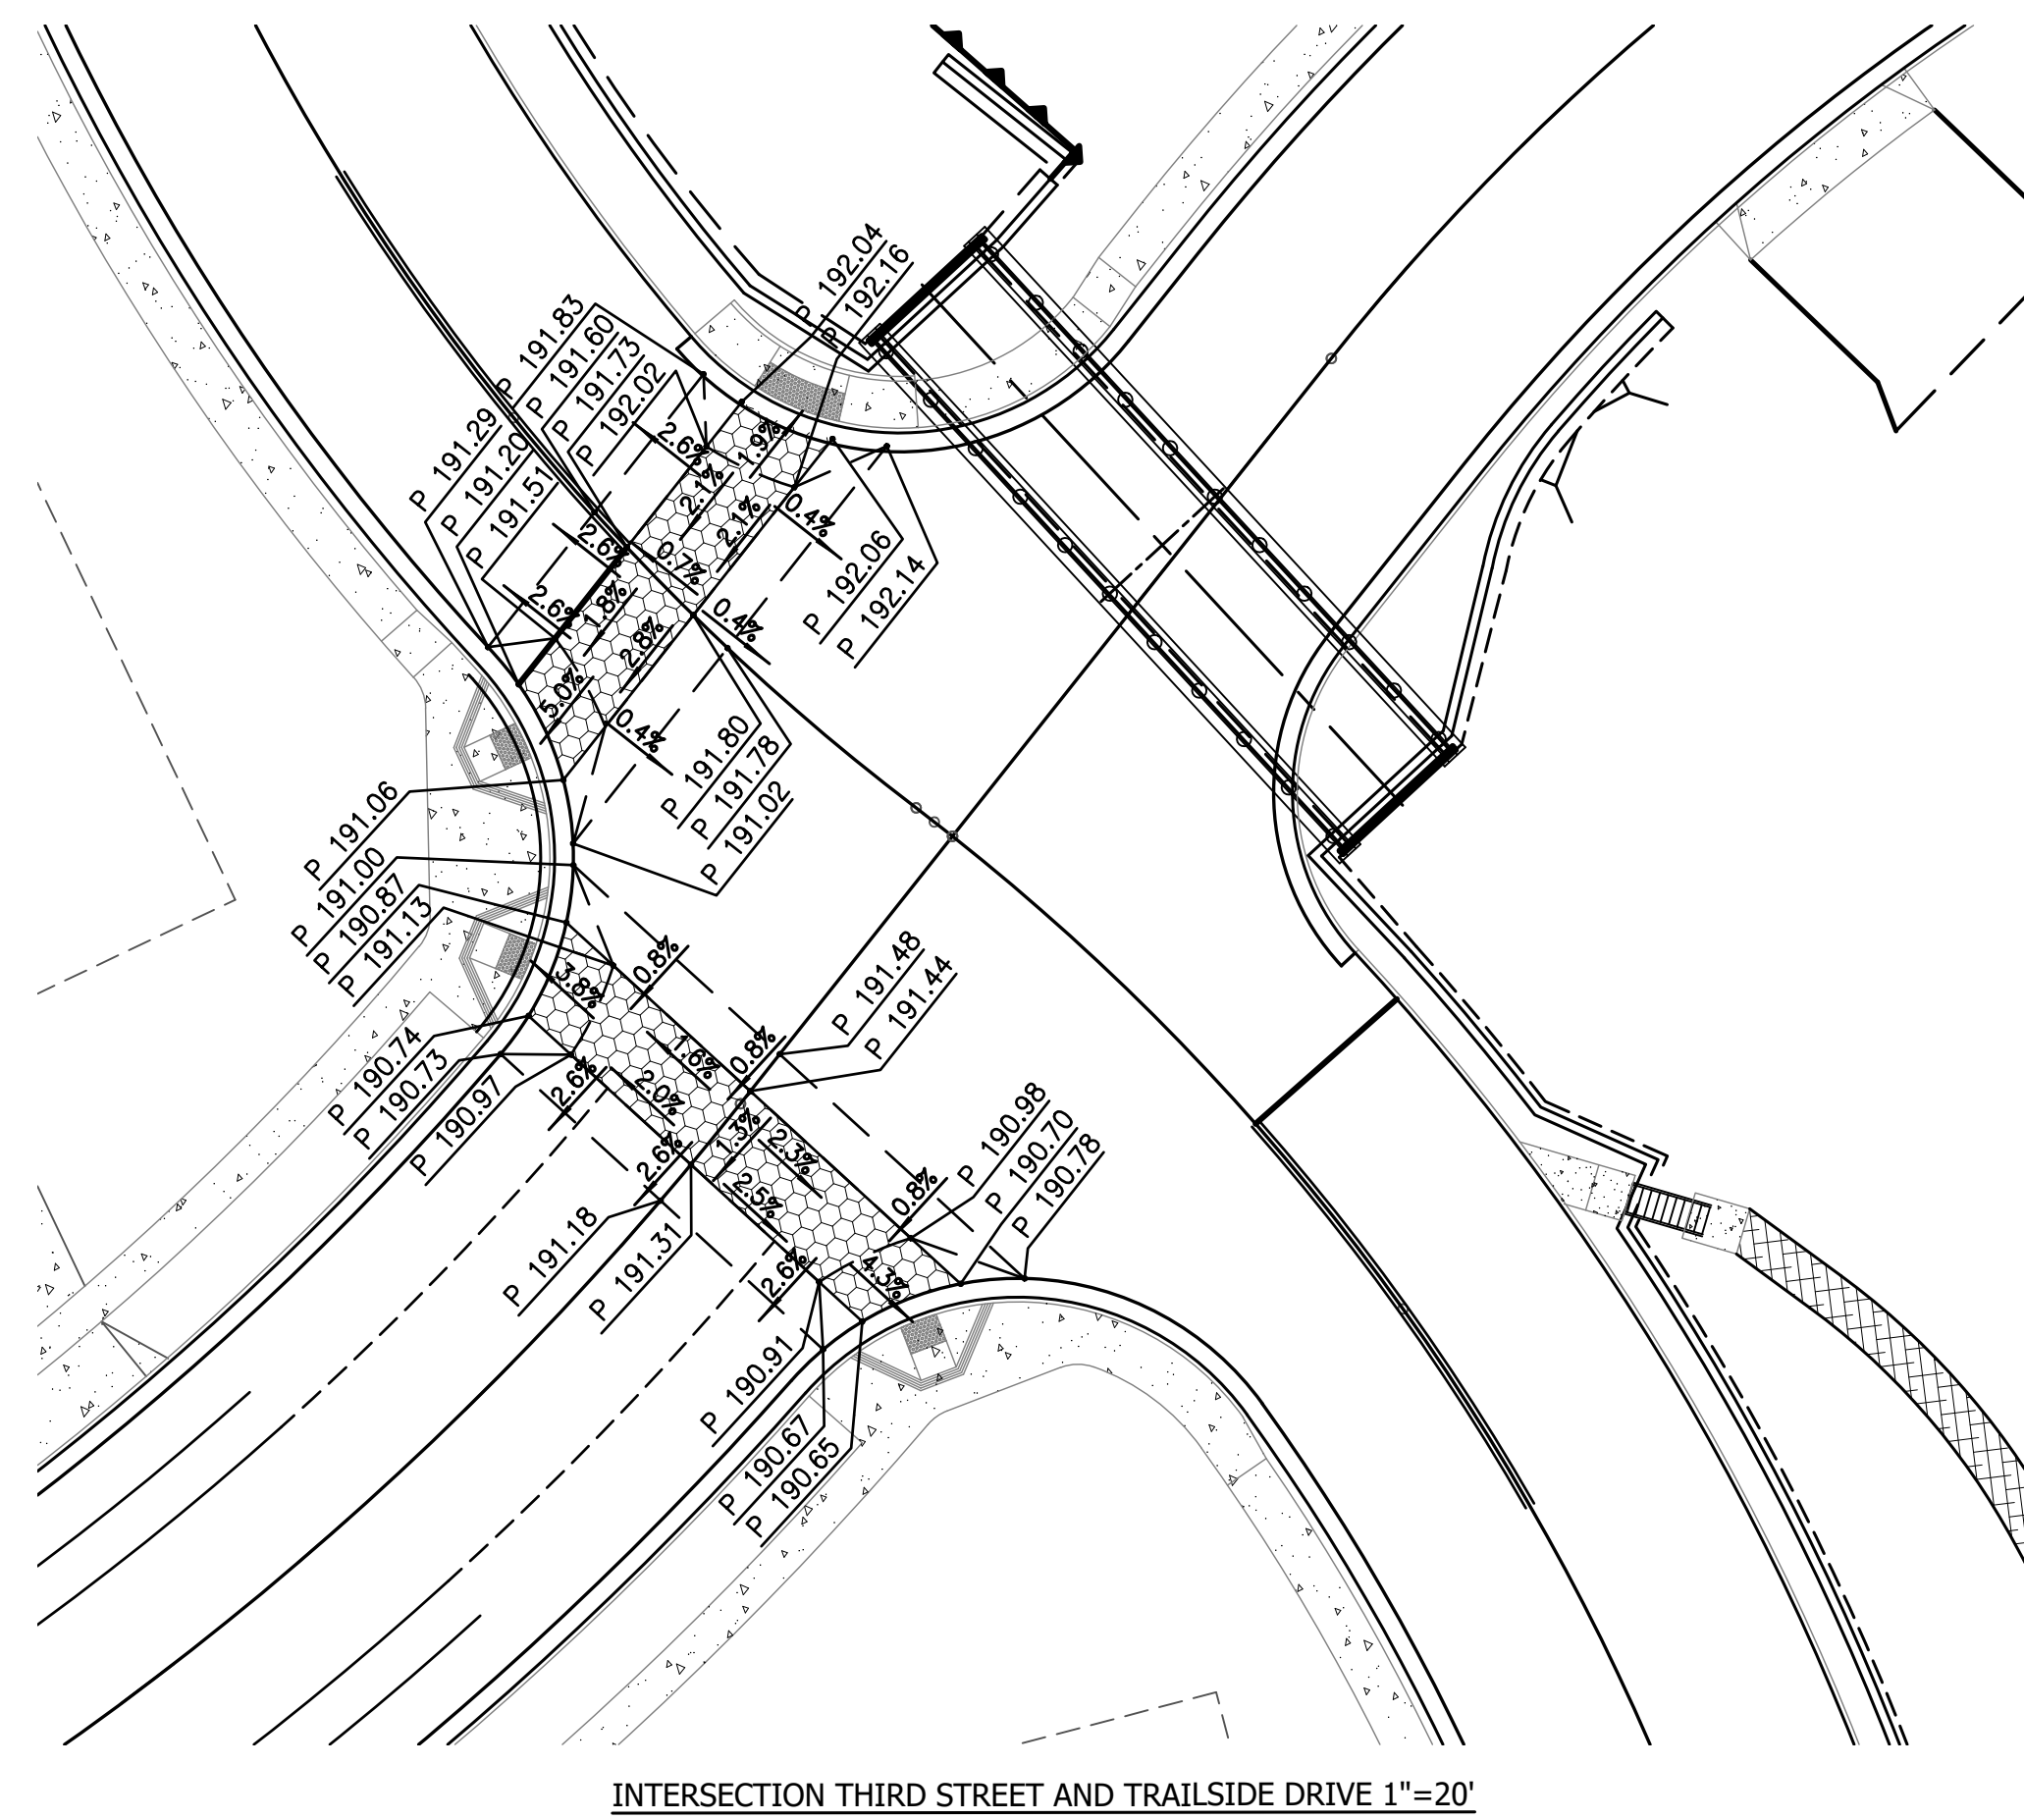 P 192.04
P 192.16
P 191.83
P 191.60
P 191.73
P 192.02
P 191.29
P 191.20
P 191.51
2.6%
1.9%
2.1%
2.1%
0.4%
2.6%
0.7%
2.6%
1.8%
2.8%
0.4%
5.0%
0.4%
P 192.06
P 192.14
P 191.80
P 191.78
P 191.02
P 191.06
P 191.00
P 190.87
P 191.13
3.8%
0.8%
P 191.48
P 191.44
P 190.74
P 190.73
P 190.97
2.6%
1.6%
0.8%
2.0%
2.6%
1.3%
2.3%
2.5%
0.8%
P 190.98
P 190.70
P 190.78
P 191.18
P 191.31
2.6%
4.3%
P 190.91
P 190.67
P 190.65
INTERSECTION THIRD STREET AND TRAILSIDE DRIVE 1"=20'